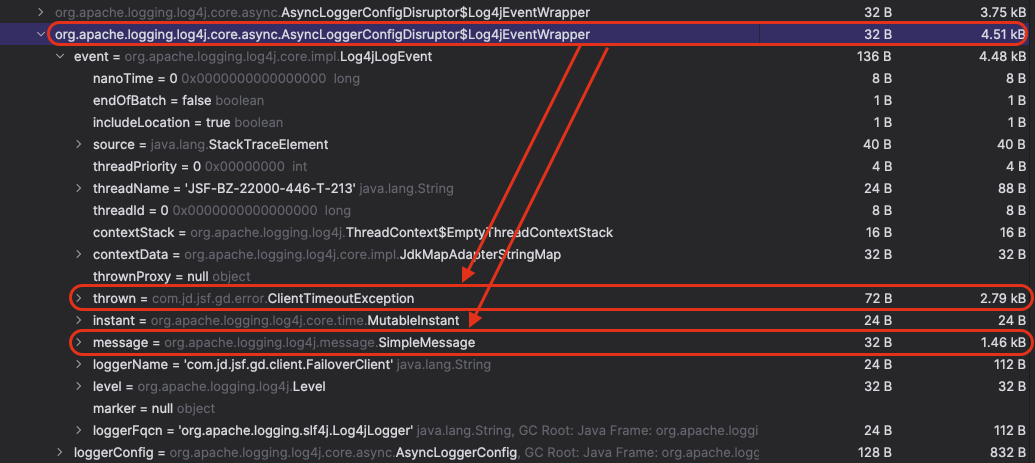 org.apache.logging.log4j.core.async.AsyncLoggerConfigDisruptor$Log4jEventWrapper 32 B 3.75 kB
org.apache.logging.log4j.core.async.AsyncLoggerConfigDisruptor$Log4jEventWrapper 32 B 4.51 kB
event = org.apache.logging.log4j.core.impl.Log4jLogEvent 136 B 4.48 kB
nanoTime = 0 0x0000000000000000 long 8 B 8 B
endOfBatch = false boolean 1 B 1 B
includeLocation = true boolean 1 B 1 B
source = java.lang.StackTraceElement 40 B 40 B
threadPriority = 0 0x00000000 int 4 B 4 B
threadName = 'JSF-BZ-22000-446-T-213' java.lang.String 24 B 88 B
threadId = 0 0x0000000000000000 long 8 B 8 B
contextStack = org.apache.logging.log4j.ThreadContext$EmptyThreadContextStack 16 B 16 B
contextData = org.apache.logging.log4j.core.impl.JdkMapAdapterStringMap 32 B 32 B
thrownProxy = null object
thrown = com.jd.jsf.gd.error.ClientTimeoutException 72 B 2.79 kB
instant = org.apache.logging.log4j.core.time.MutableInstant 24 B 24 B
message = org.apache.logging.log4j.message.SimpleMessage 32 B 1.46 kB
loggerName = 'com.jd.jsf.gd.client.FailoverClient' java.lang.String 24 B 112 B
level = org.apache.logging.log4j.Level 32 B 32 B
marker = null object
loggerFqcn = 'org.apache.logging.slf4j.Log4jLogger' java.lang.String, GC Root: Java Frame: org.apache.loggi 24 B 112 B
loggerConfig = org.apache.logging.log4j.core.async.AsyncLoggerConfig, GC Root: Java Frame: org.apache.logg 128 B 832 B